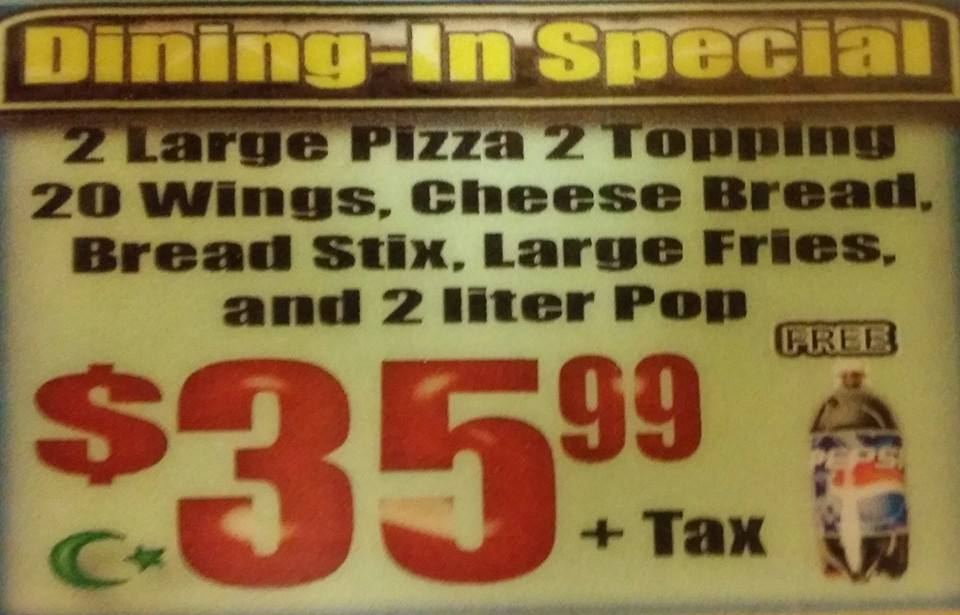 Dining-In Special
2 Large Pizza 2 Topping
20 Wings, Cheese Bread,
Bread Stix, Large Fries,
and 2 liter Pop
FREE
$35.99
PEPSI
+ Tax